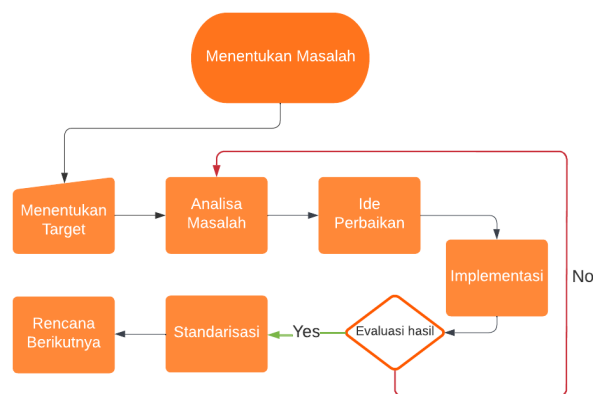 Menentukan Masalah
Menentukan
Target
Analisa
Masalah
Ide
Perbaikan
Implementasi
No
Evaluasi hasil
Yes
Standarisasi
Rencana
Berikutnya